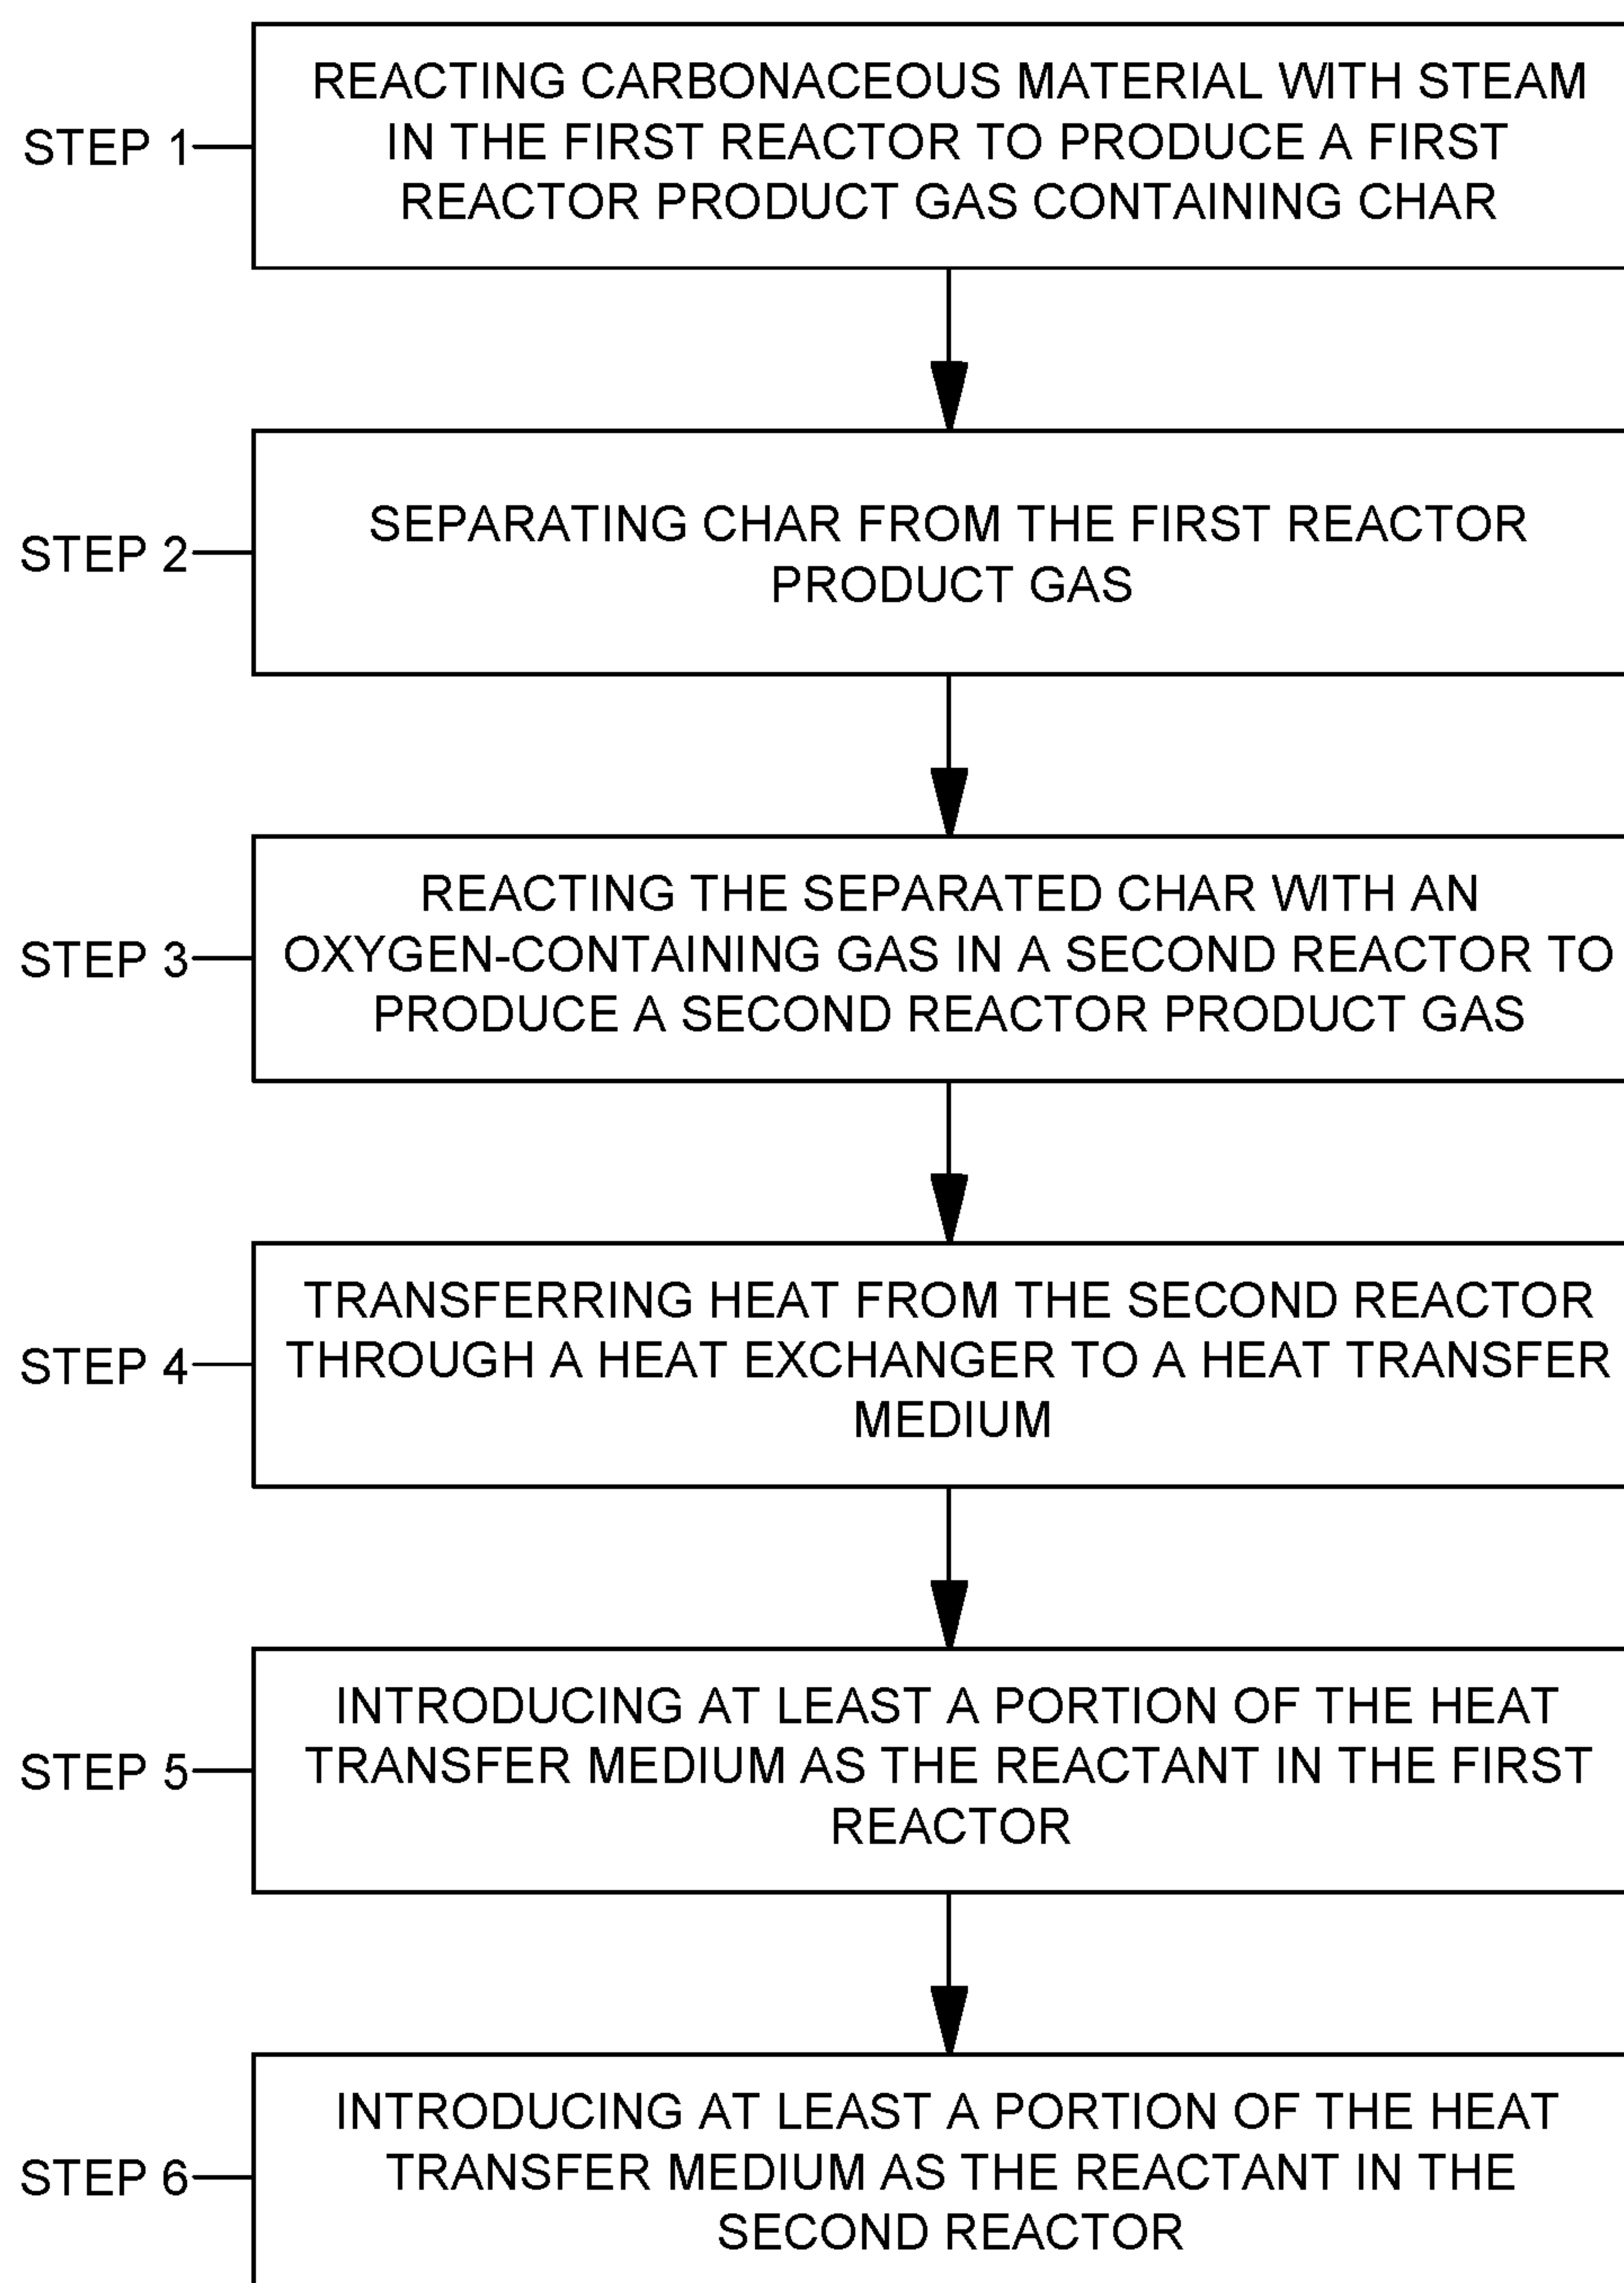 STEP 1
REACTING CARBONACEOUS MATERIAL WITH STEAM
IN THE FIRST REACTOR TO PRODUCE A FIRST
REACTOR PRODUCT GAS CONTAINING CHAR
STEP 2
SEPARATING CHAR FROM THE FIRST REACTOR
PRODUCT GAS
STEP 3
REACTING THE SEPARATED CHAR WITH AN
OXYGEN-CONTAINING GAS IN A SECOND REACTOR TO
PRODUCE A SECOND REACTOR PRODUCT GAS
STEP 4
TRANSFERRING HEAT FROM THE SECOND REACTOR
THROUGH A HEAT EXCHANGER TO A HEAT TRANSFER
MEDIUM
STEP 5
INTRODUCING AT LEAST A PORTION OF THE HEAT
TRANSFER MEDIUM AS THE REACTANT IN THE FIRST
REACTOR
STEP 6
INTRODUCING AT LEAST A PORTION OF THE HEAT
TRANSFER MEDIUM AS THE REACTANT IN THE
SECOND REACTOR